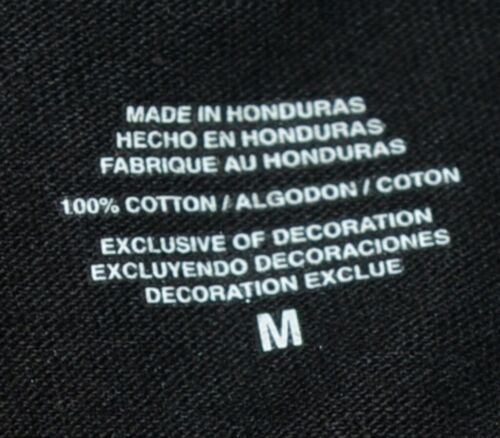 MADE IN HONDURAS
HECHO EN HONDURAS
FABRIQUE AU HONDURAS
100% COTTON / ALGODON / COTON
EXCLUSIVE OF DECORATION
EXCLUYENDO DECORACIONES
DECORATION EXCLUE
M